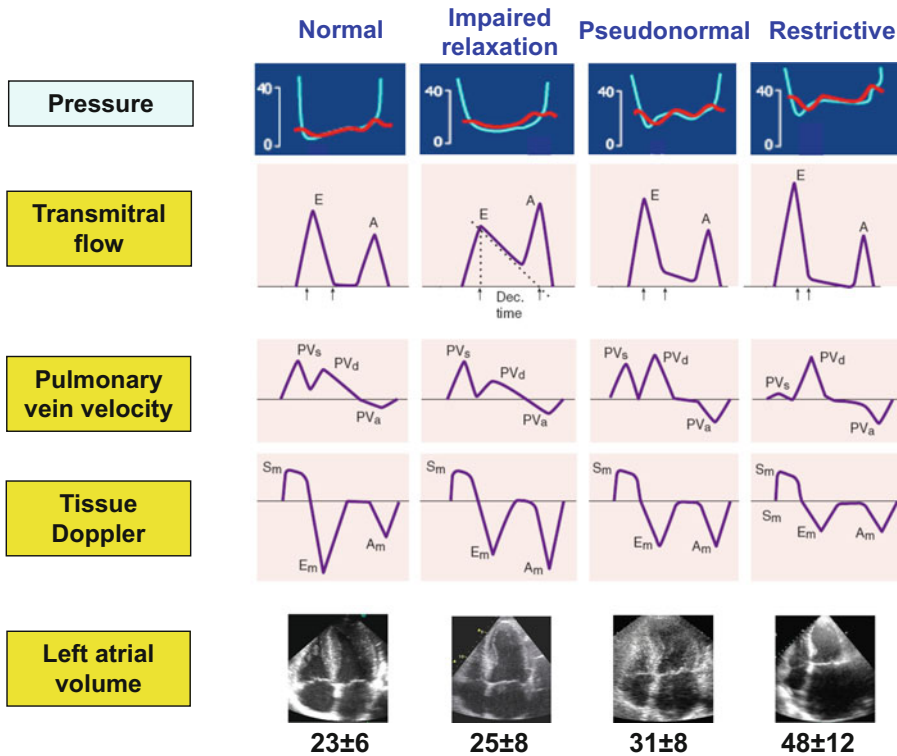 Normal
Impaired
relaxation
Pseudonormal
Restrictive
Pressure
40
0
40
0
40
0
40
0
Transmitral
flow
E
A
E
A
Dec.
time
E
A
E
A
Pulmonary
vein velocity
PVs
PVd
PVa
PVs
PVd
PVa
PVs
PVd
PVa
PVs
PVd
PVa
Tissue
Doppler
Sm
Em
Am
Sm
Em
Am
Sm
Em
Am
Sm
Sm
Em
Am
Left atrial
volume
23±6
25±8
31±8
48±12